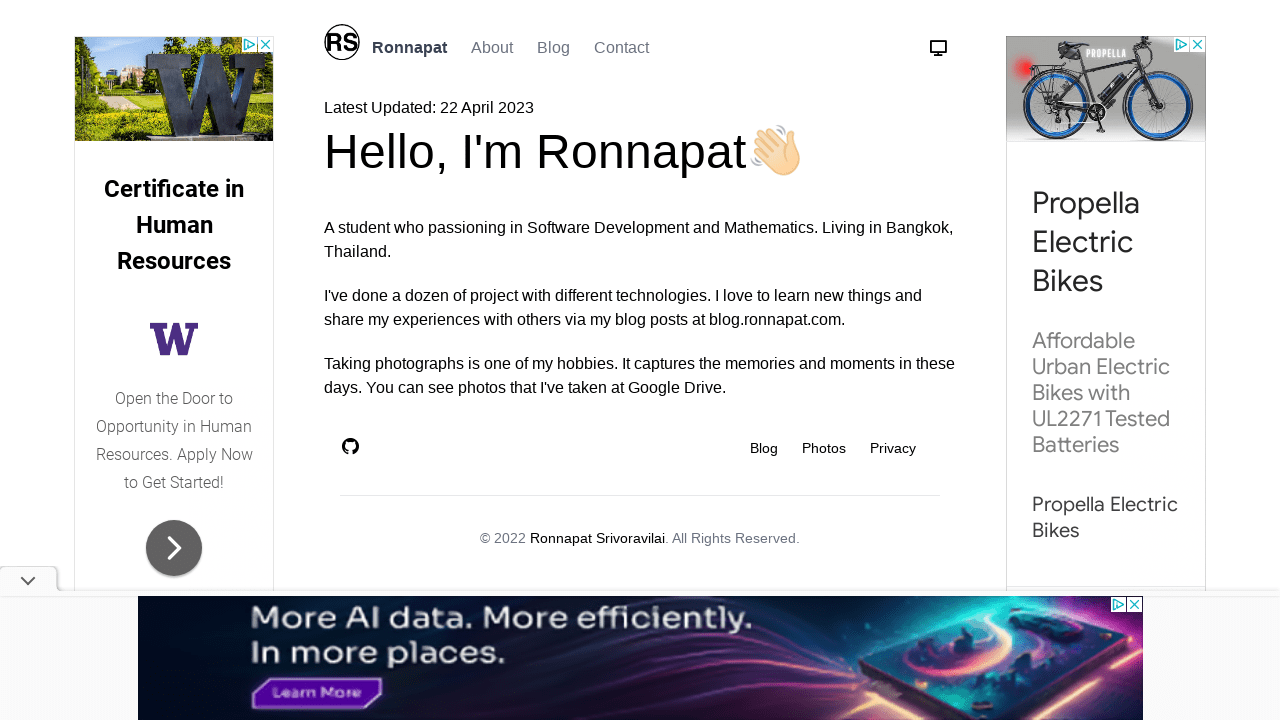 RS
Ronnapat About Blog Contact
Latest Updated: 22 April 2023
Hello, I'm Ronnapat
A student who passioning in Software Development and Mathematics. Living in Bangkok,
Thailand.
I've done a dozen of project with different technologies. I love to learn new things and
share my experiences with others via my blog posts at blog.ronnapat.com.
Taking photographs is one of my hobbies. It captures the memories and moments in these
days. You can see photos that I've taken at Google Drive.
Blog Photos Privacy
© 2022 Ronnapat Srivoravilai. All Rights Reserved.
W
Certificate in
Human
Resources
W
Open the Door to
Opportunity in Human
Resources. Apply Now
to Get Started!
PROPELLA
Propella
Electric
Bikes
Affordable
Urban Electric
Bikes with
UL2271 Tested
Batteries
Propella Electric
Bikes
More AI data. More efficiently.
In more places.
Learn More